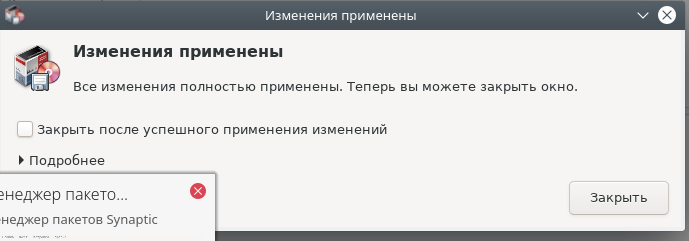 Изменения применены
Изменения применены
Все изменения полностью применены. Теперь вы можете закрыть окно.
Закрыть после успешного применения изменений
Подробнее
енеджер пакето...
енеджер пакетов Synaptic
Закрыть